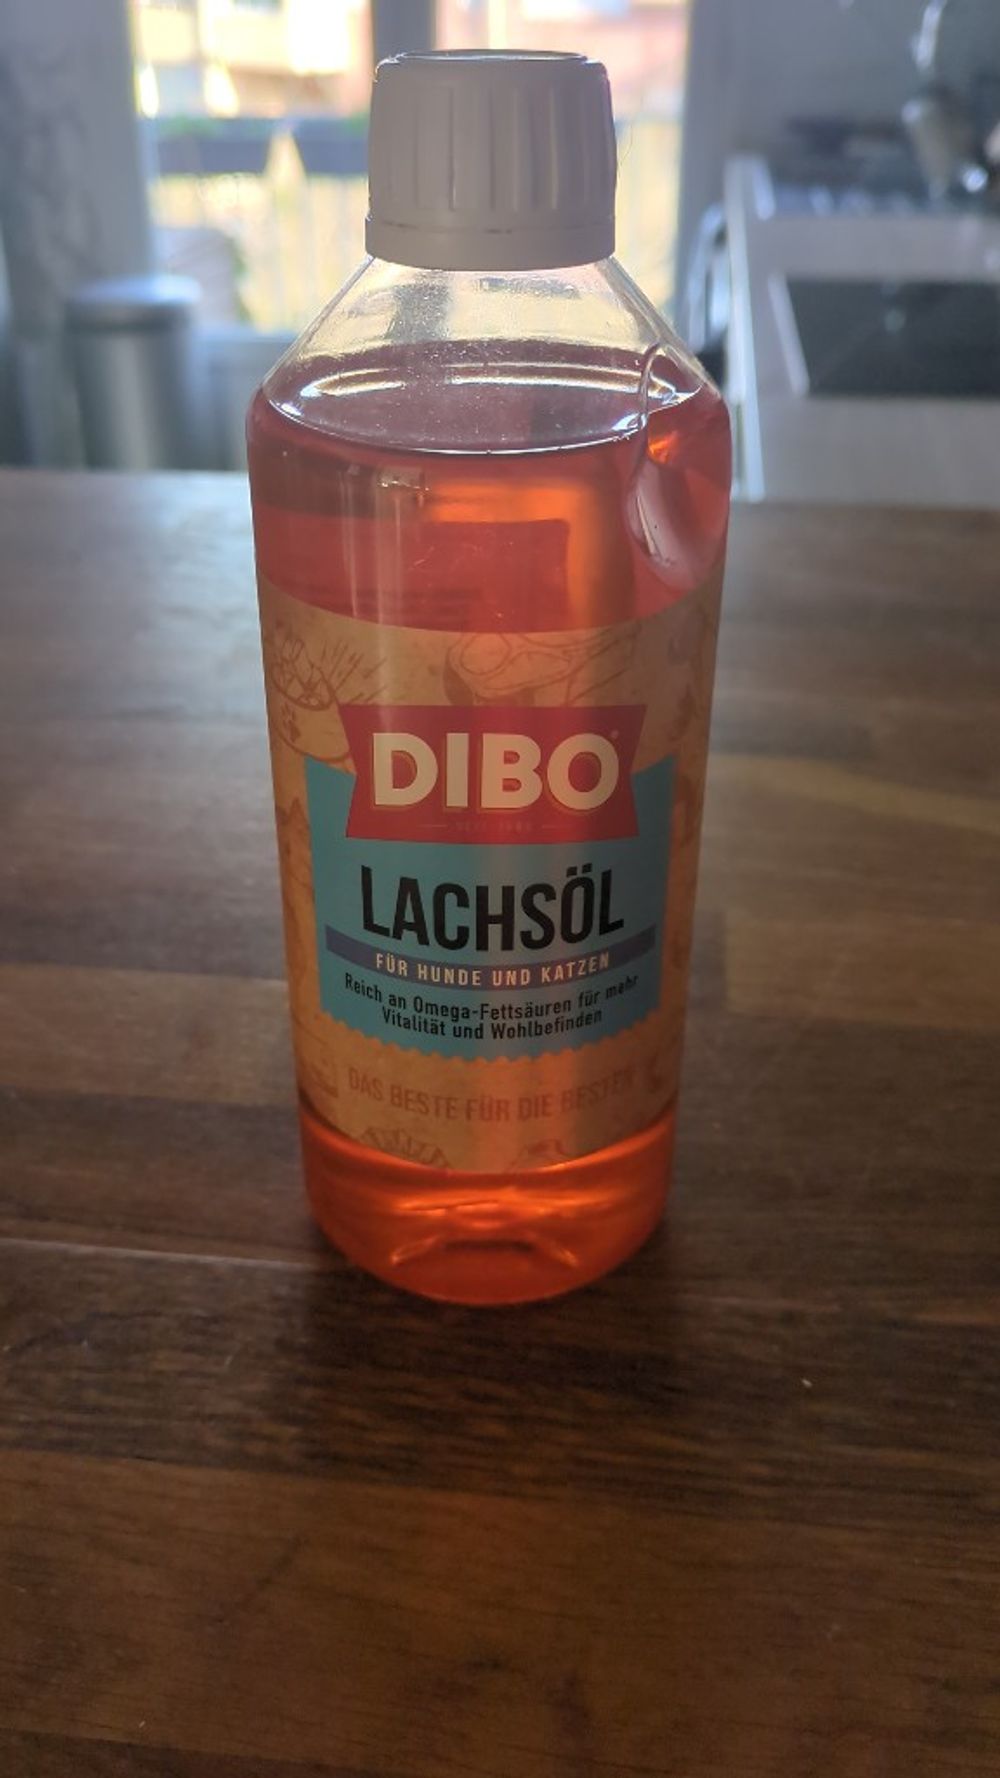 DIBO
LACHSÖL
FÜR HUNDE UND KATZEN
Reich an Omega-Fettsäuren für mehr
Vitalität und Wohlbefinden
DAS BESTE FÜR DIE BESTEN